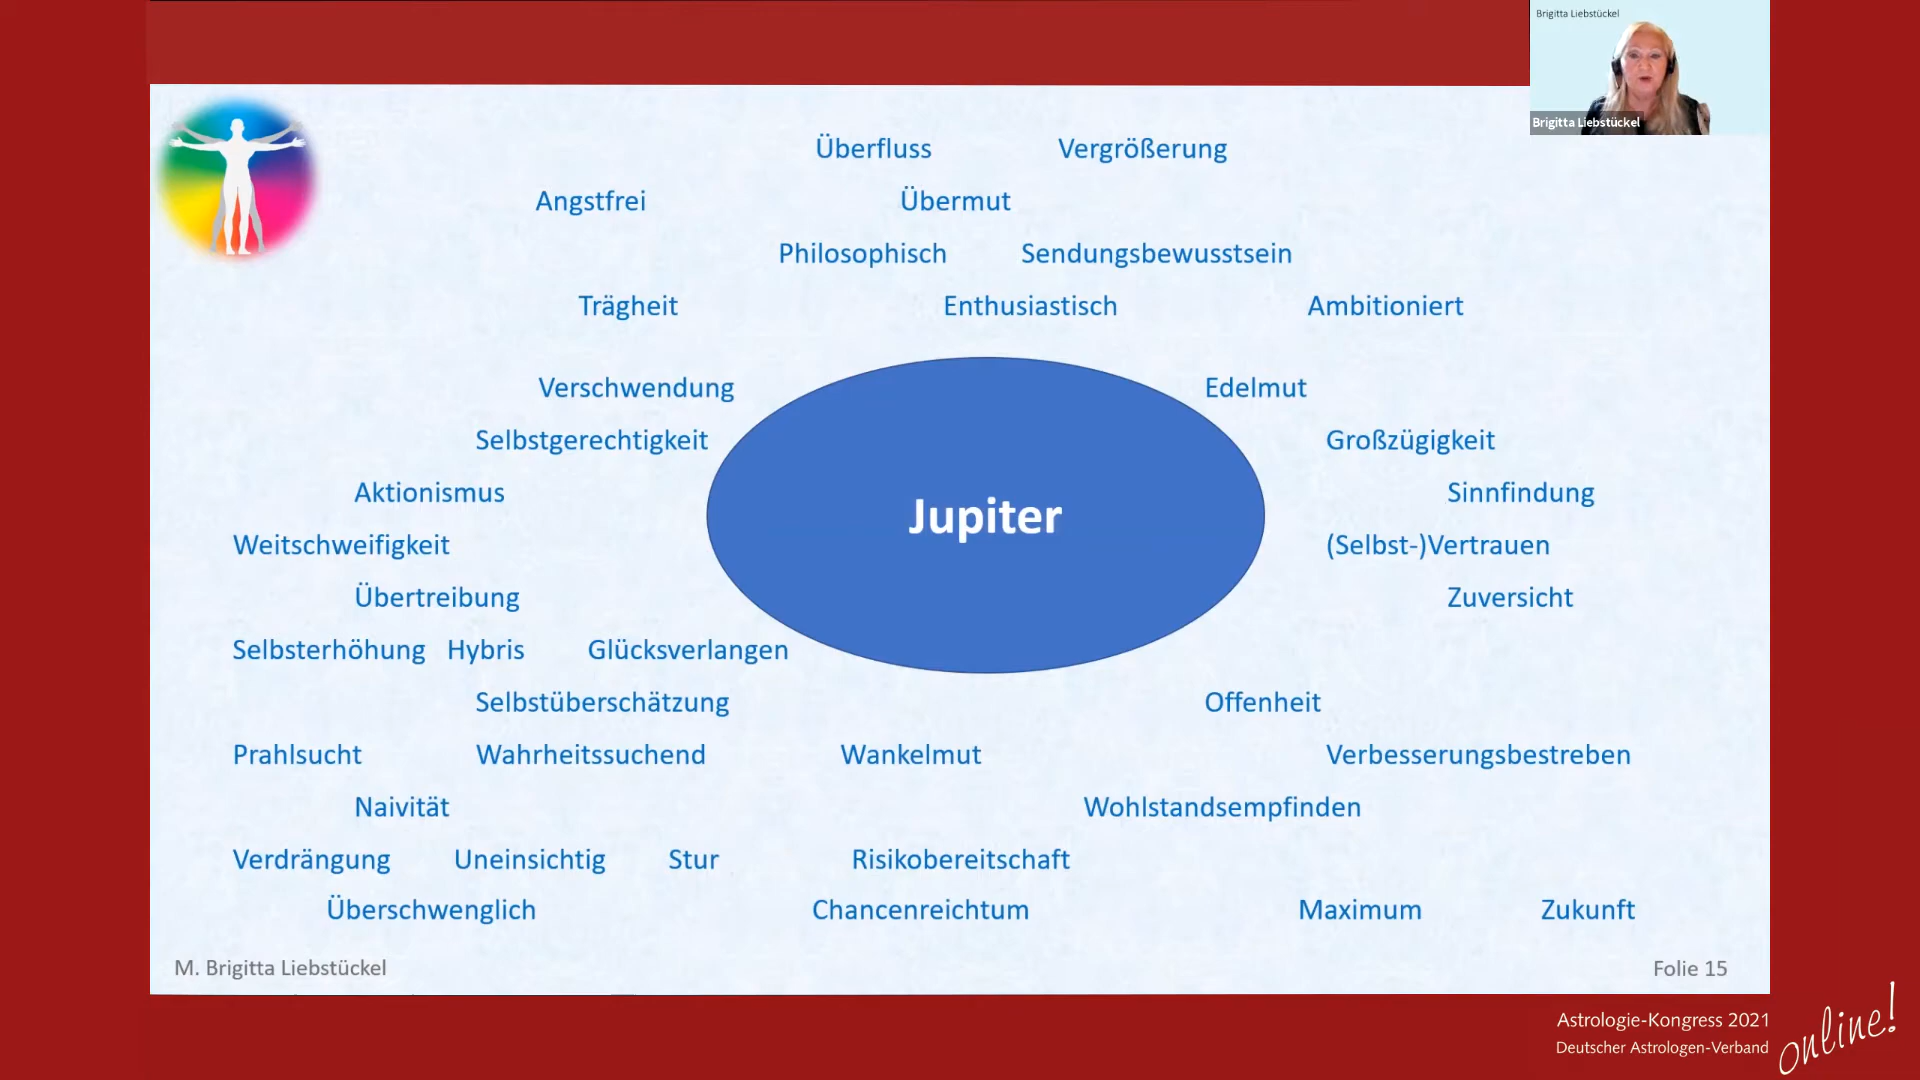 Brigitta Liebstückel
Brigitta Liebstückel
Überfluss Vergrößerung
Angstfrei Übermut
Philosophisch Sendungsbewusstsein
Trägheit Enthusiastisch Ambitioniert
Verschwendung Edelmut
Selbstgerechtigkeit Großzügigkeit
Aktionismus Sinnfindung
Jupiter
Weitschweifigkeit (Selbst-)Vertrauen
Übertreibung Zuversicht
Selbsterhöhung Hybris Glücksverlangen
Selbstüberschätzung Offenheit
Prahlsucht Wahrheitssuchend Wankelmut Verbesserungsbestreben
Naivität Wohlstandsempfinden
Verdrängung Uneinsichtig Stur Risikobereitschaft
Überschwenglich Chancenreichtum Maximum Zukunft
M. Brigitta Liebstückel Folie 15
Astrologie-Kongress 2021
Deutscher Astrologen-Verband
online!